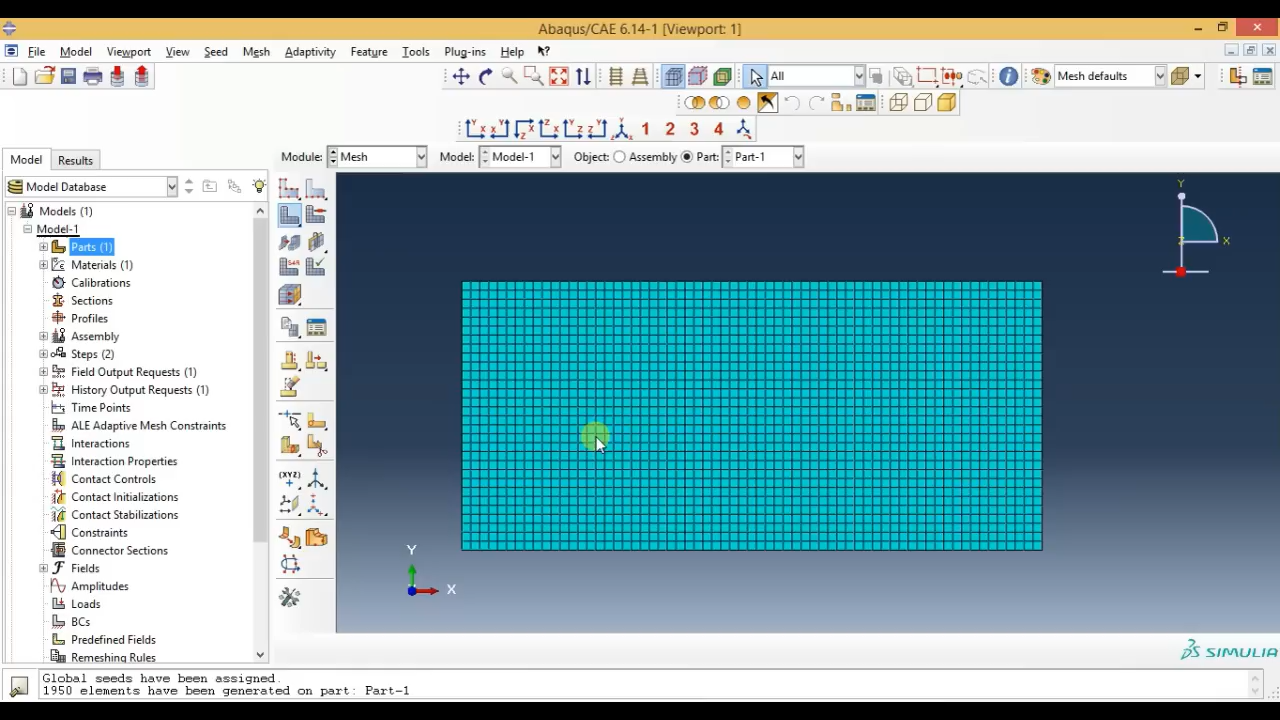 Abaqus/CAE 6.14-1 [Viewport: 1]
File Model Viewport View Seed Mesh Adaptivity Feature Tools Plug-ins Help
All Mesh defaults
1 2 3 4
Model Results Module: Mesh Model: Model-1 Object: Assembly Part: Part-1
Model Database
Models (1)
Model-1
Parts (1)
Materials (1)
Calibrations
Sections
Profiles
Assembly
Steps (2)
Field Output Requests (1)
History Output Requests (1)
Time Points
ALE Adaptive Mesh Constraints
Interactions
Interaction Properties
Contact Controls
Contact Initializations
Contact Stabilizations
Constraints
Connector Sections
Fields
Amplitudes
Loads
BCs
Predefined Fields
Remeshing Rules
(XYZ)
Y
Z X
Y
X
SIMULIA
Global seeds have been assigned.
1950 elements have been generated on part: Part-1